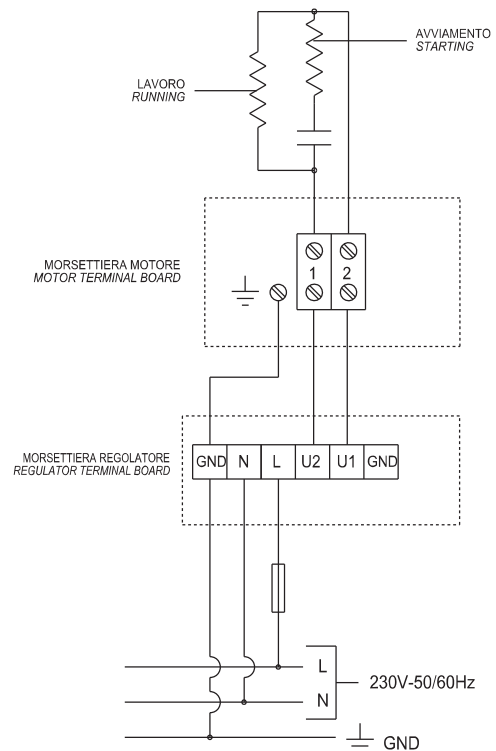 AVVIAMENTO
STARTING
LAVORO
RUNNING
MORSETTIERA MOTORE
MOTOR TERMINAL BOARD
1 2
MORSETTIERA REGOLATORE
REGULATOR TERMINAL BOARD
GND N L U2 U1 GND
L
N
230V-50/60Hz
GND